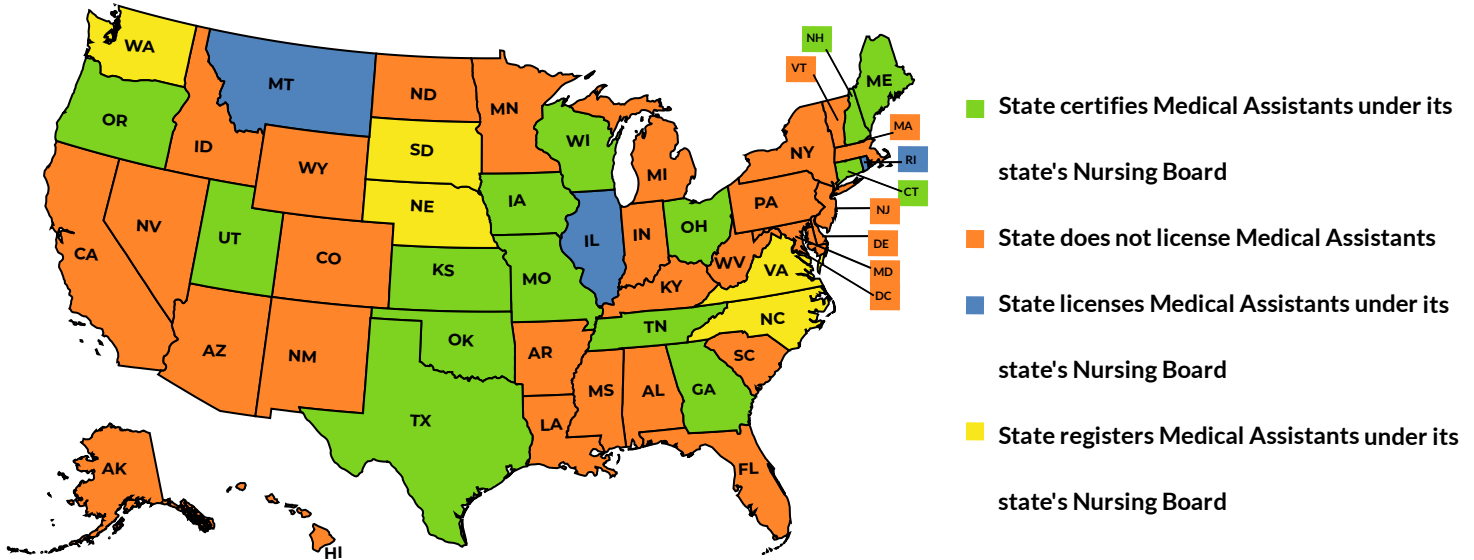 WA
MT
ND
MN
OR
ID
WY
SD
WI
MI
NY
ME
NH
VT
MA
RI
CT
NJ
DE
MD
DC
NV
UT
CA
CO
NE
IA
IL
IN
OH
PA
WV
VA
KS
MO
KY
NC
TN
AZ
NM
OK
AR
SC
MS
AL
GA
TX
LA
FL
AK
HI
State certifies Medical Assistants under its
state's Nursing Board
State does not license Medical Assistants
State licenses Medical Assistants under its
state's Nursing Board
State registers Medical Assistants under its
state's Nursing Board